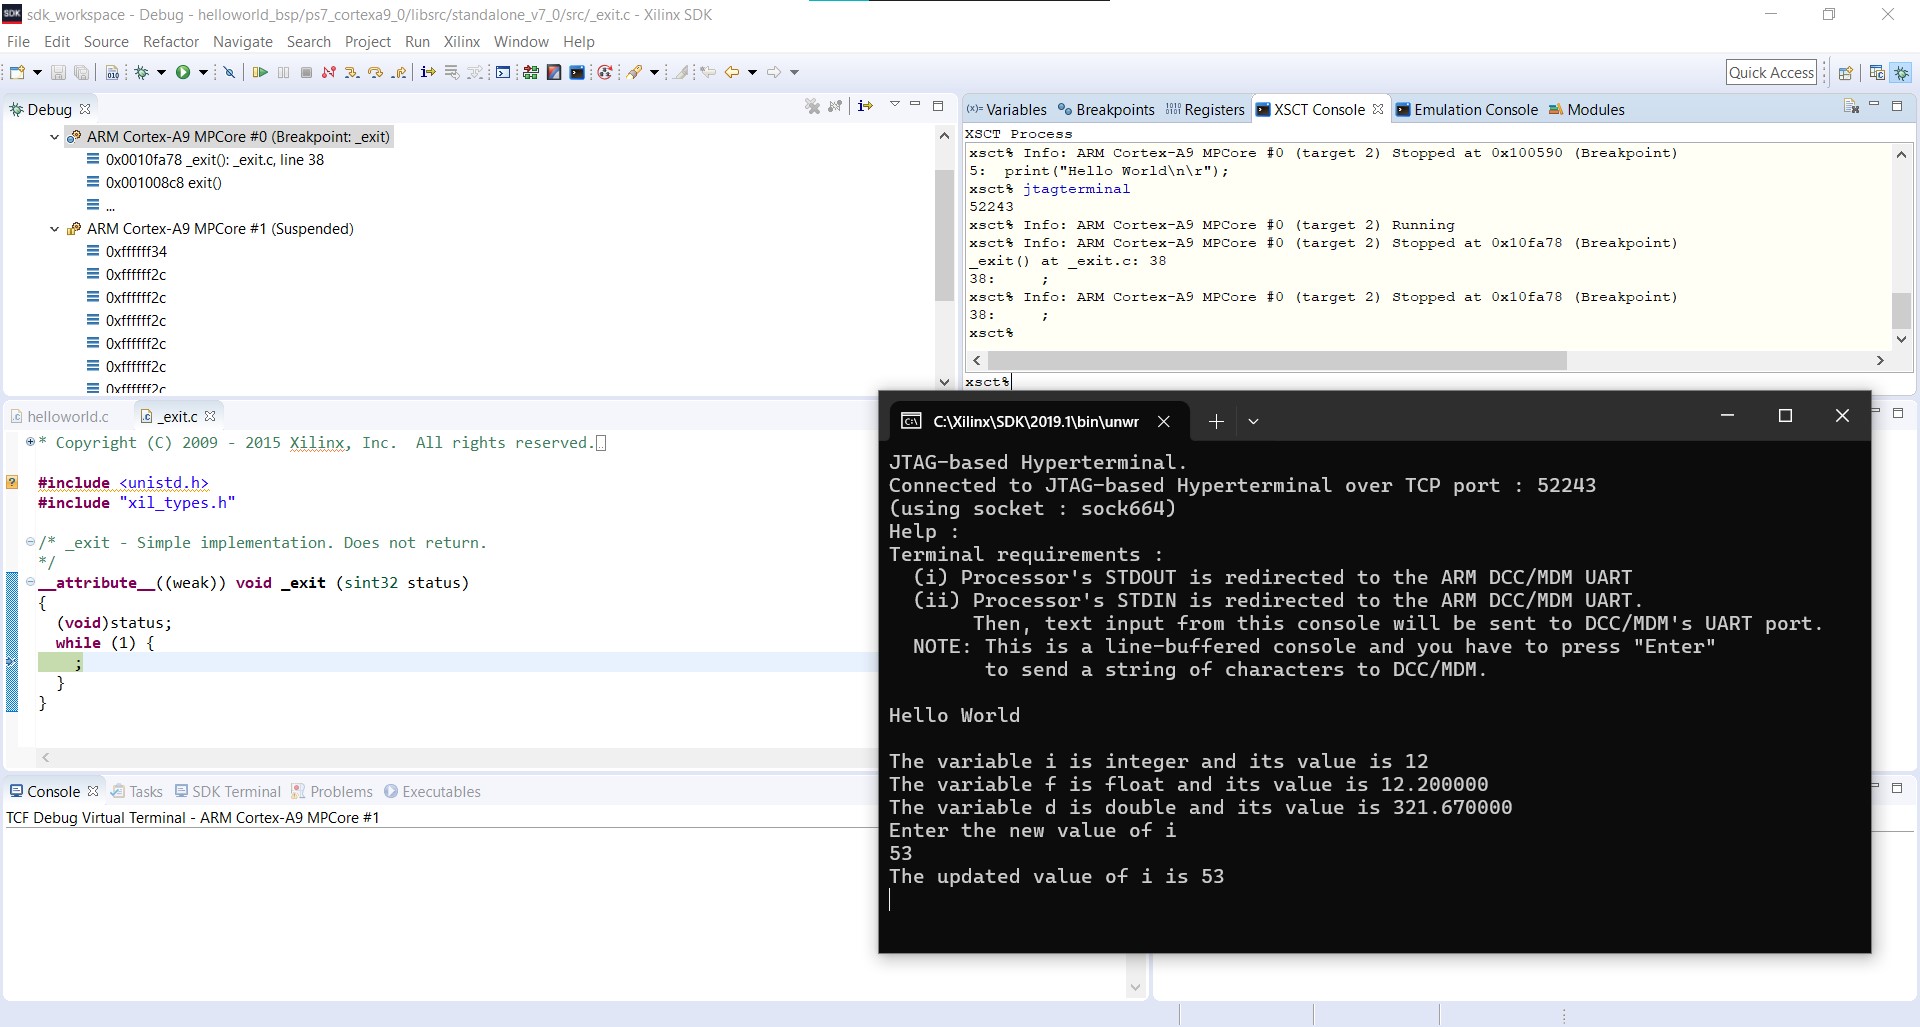 SDK sdk_workspace - Debug - helloworld_bsp/ps7_cortexa9_0/libsrc/standalone_v7_0/src/_exit.c - Xilinx SDK
File Edit Source Refactor Navigate Search Project Run Xilinx Window Help
Quick Access
Debug
ARM Cortex-A9 MPCore #0 (Breakpoint: _exit)
0x0010fa78 _exit(): _exit.c, line 38
0x001008c8 exit()
...
ARM Cortex-A9 MPCore #1 (Suspended)
0xffffff34
0xffffff2c
0xffffff2c
0xffffff2c
0xffffff2c
0xffffff2c
0xffffff2c
(x)= Variables Breakpoints Registers XSCT Console Emulation Console Modules
XSCT Process
xsct% Info: ARM Cortex-A9 MPCore #0 (target 2) Stopped at 0x100590 (Breakpoint)
5: print("Hello World\n\r");
xsct% jtagterminal
52243
xsct% Info: ARM Cortex-A9 MPCore #0 (target 2) Running
xsct% Info: ARM Cortex-A9 MPCore #0 (target 2) Stopped at 0x10fa78 (Breakpoint)
_exit() at _exit.c: 38
38: ;
xsct% Info: ARM Cortex-A9 MPCore #0 (target 2) Stopped at 0x10fa78 (Breakpoint)
38: ;
xsct%
xsct%
helloworld.c _exit.c
* Copyright (C) 2009 - 2015 Xilinx, Inc. All rights reserved.
#include <unistd.h>
#include "xil_types.h"
/* _exit - Simple implementation. Does not return.
*/
__attribute__((weak)) void _exit (sint32 status)
{
(void)status;
while (1) {
;
}
}
Console Tasks SDK Terminal Problems Executables
TCF Debug Virtual Terminal - ARM Cortex-A9 MPCore #1
C:\Xilinx\SDK\2019.1\bin\unwr
JTAG-based Hyperterminal.
Connected to JTAG-based Hyperterminal over TCP port : 52243
(using socket : sock664)
Help :
Terminal requirements :
(i) Processor's STDOUT is redirected to the ARM DCC/MDM UART
(ii) Processor's STDIN is redirected to the ARM DCC/MDM UART.
Then, text input from this console will be sent to DCC/MDM's UART port.
NOTE: This is a line-buffered console and you have to press "Enter"
to send a string of characters to DCC/MDM.
Hello World
The variable i is integer and its value is 12
The variable f is float and its value is 12.200000
The variable d is double and its value is 321.670000
Enter the new value of i
53
The updated value of i is 53